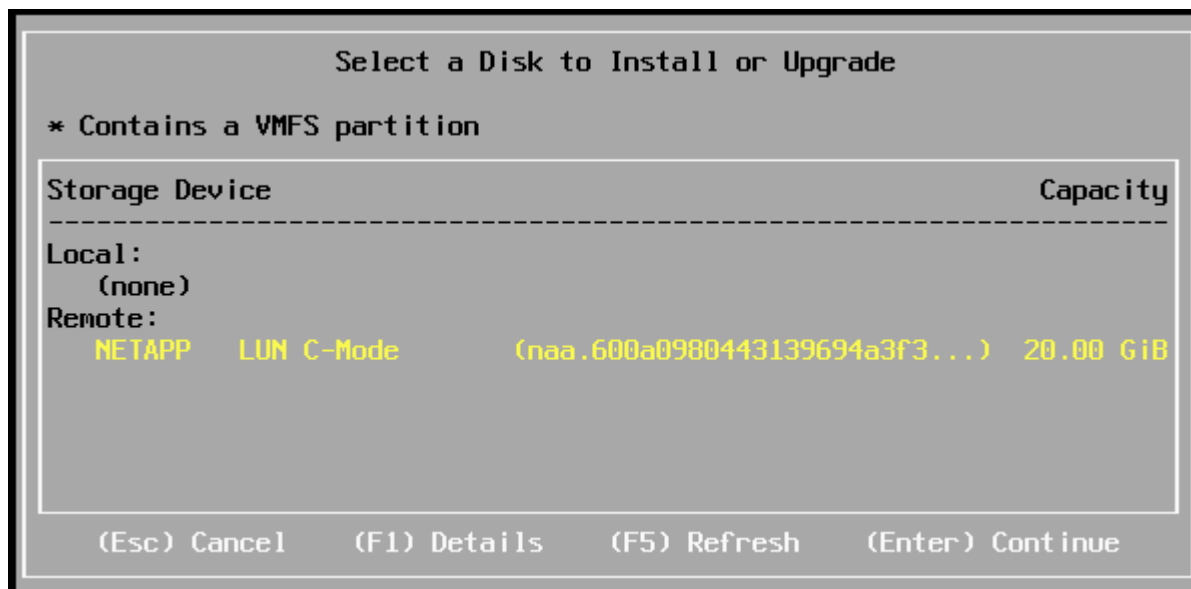 Select a Disk to Install or Upgrade
* Contains a VMFS partition
Storage Device Capacity
----------------------------------------------------------------------
Local:
(none)
Remote:
NETAPP LUN C-Mode (naa.600a0980443139694a3f3...) 20.00 GiB
(Esc) Cancel (F1) Details (F5) Refresh (Enter) Continue